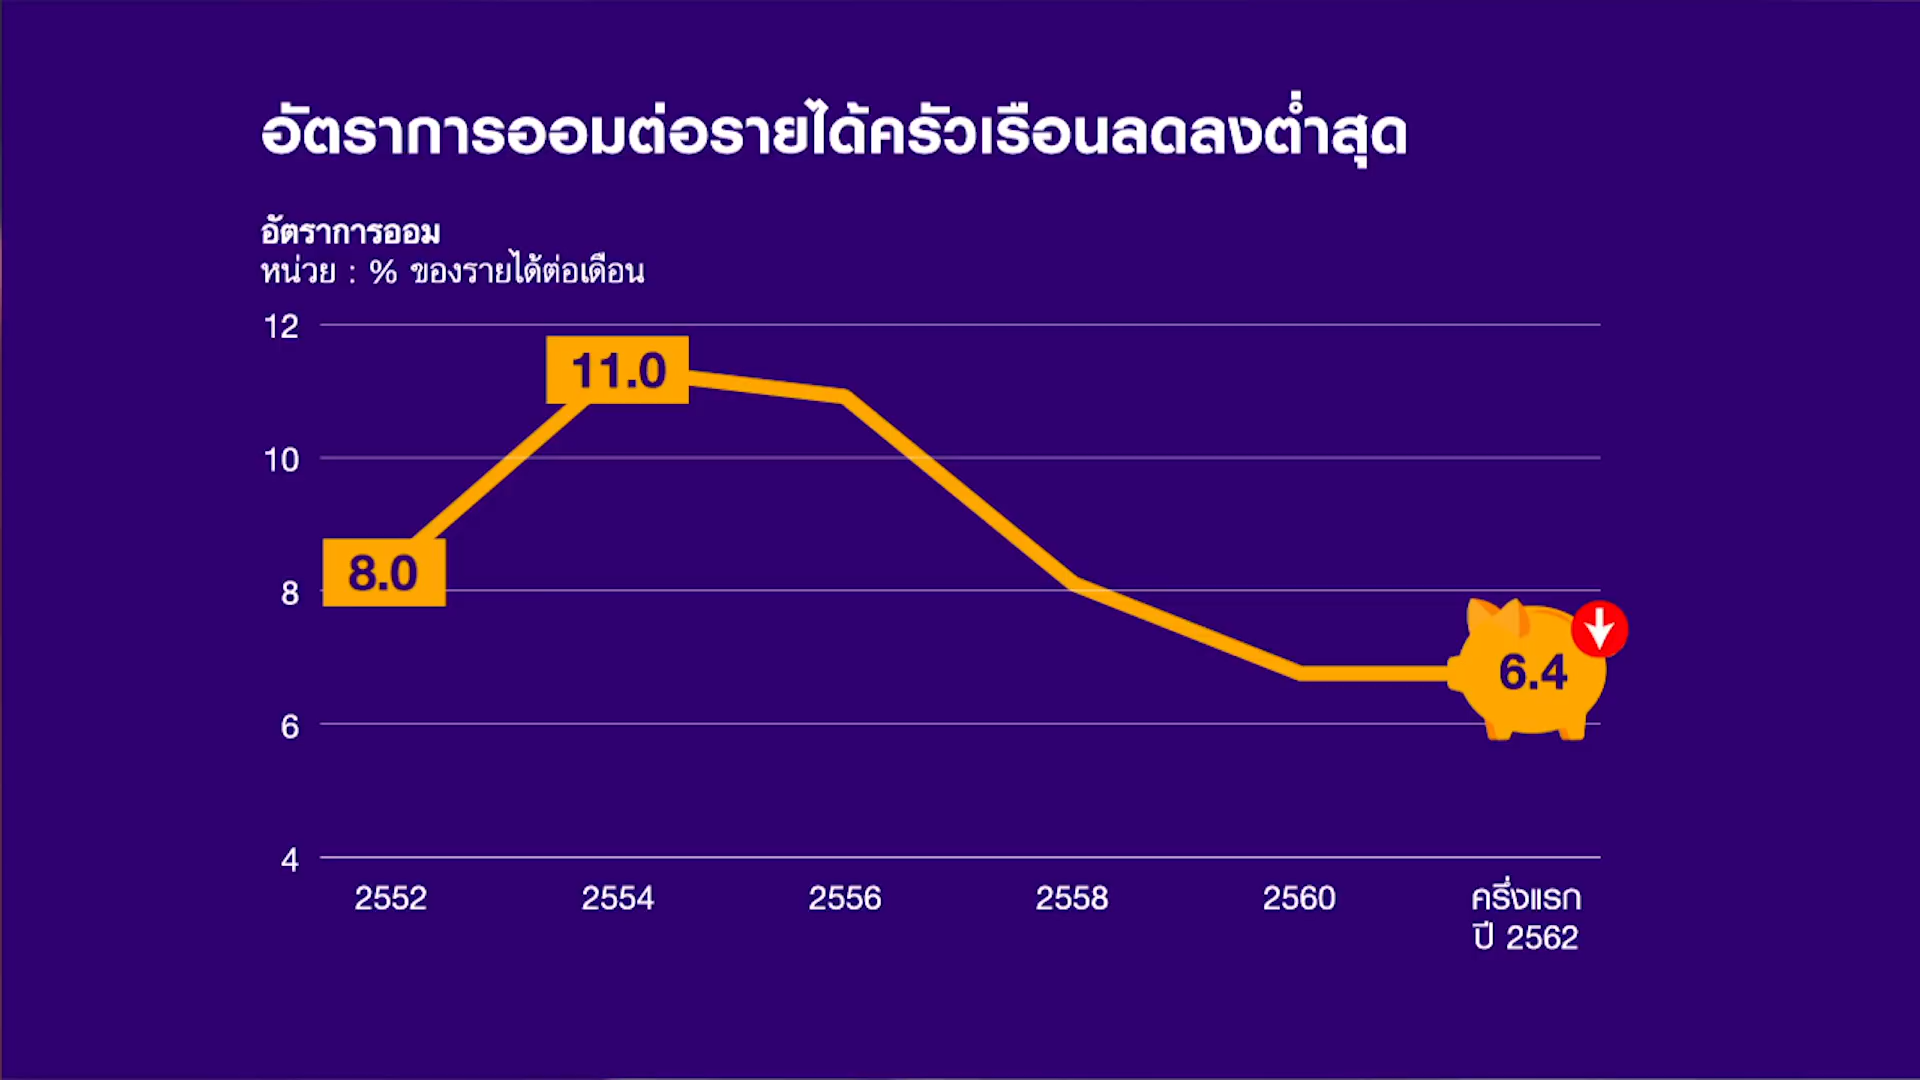 อัตราการออมต่อรายได้ครัวเรือนลดลงต่ำสุด
อัตราการออม
หน่วย : % ของรายได้ต่อเดือน
12
11.0
10
8.0
8
6.4
6
4
2552 2554 2556 2558 2560 ครึ่งแรก
ปี 2562